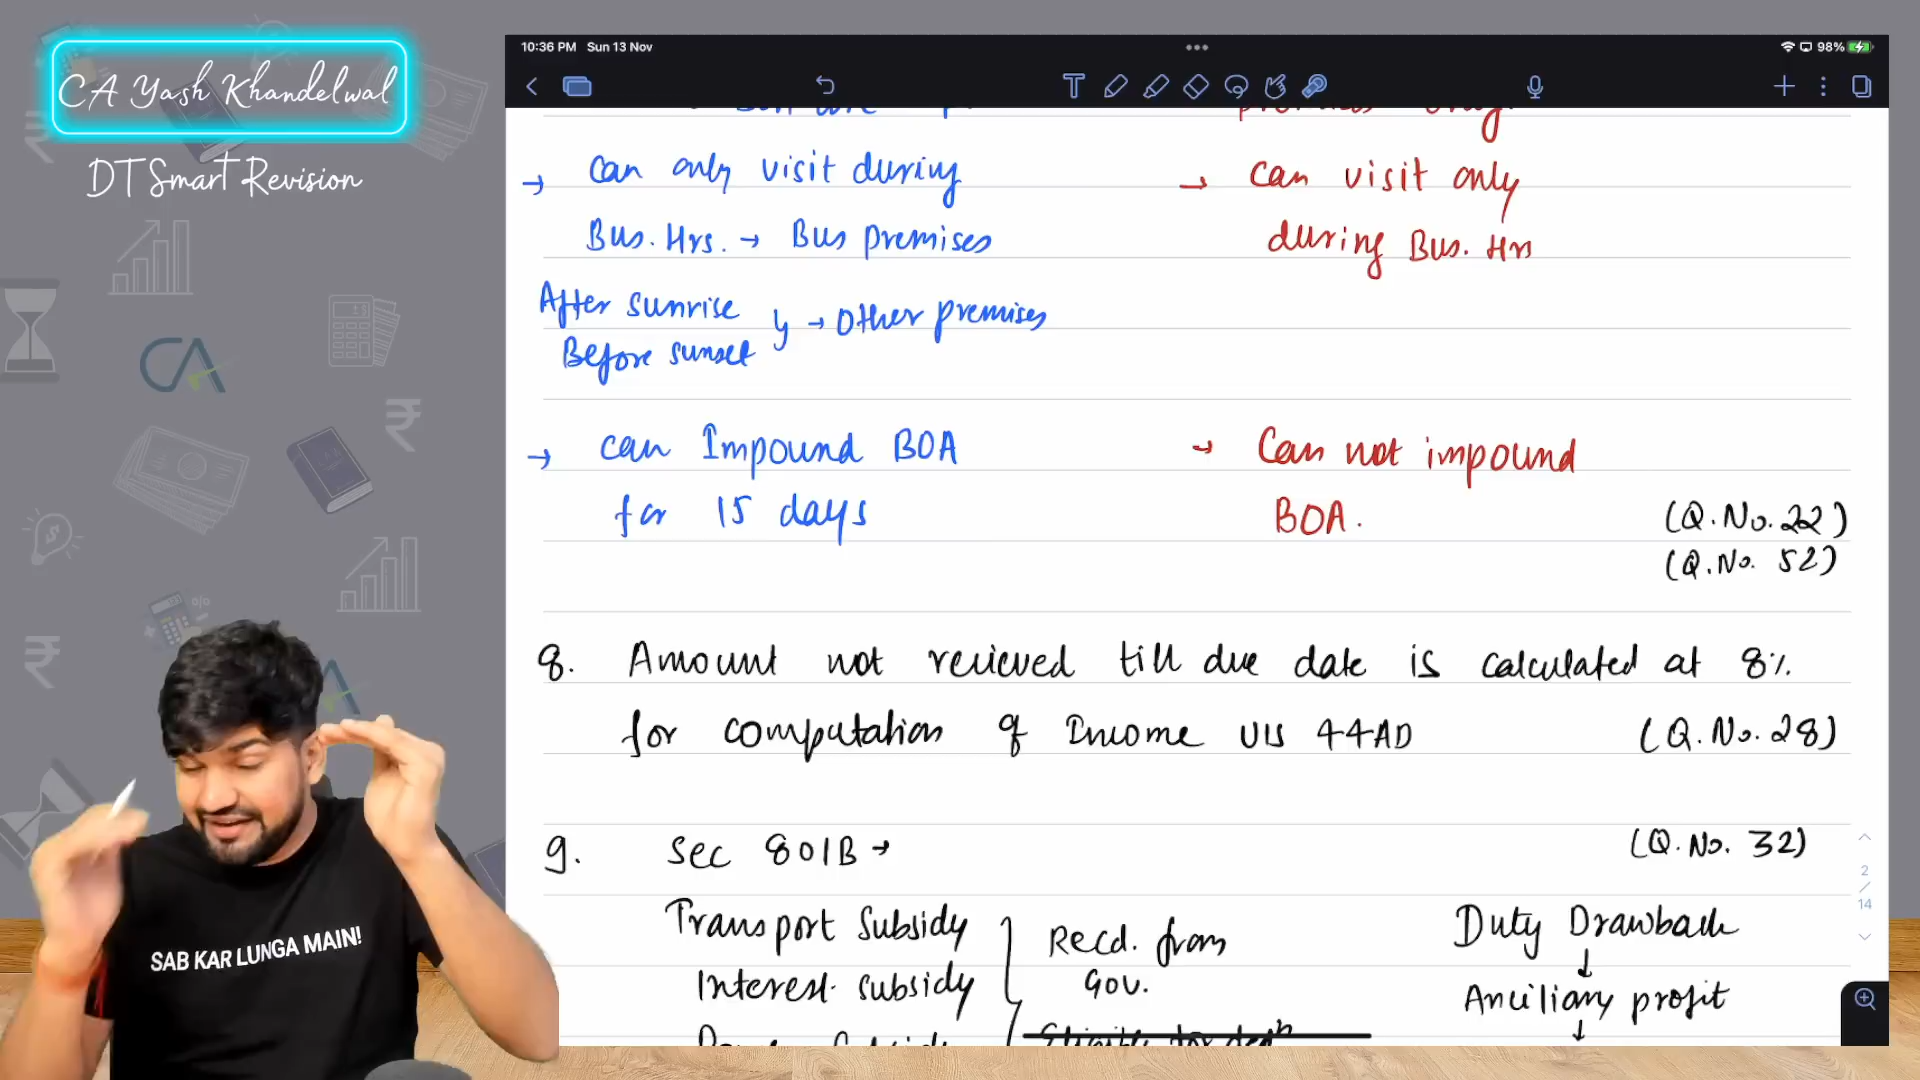 CA Yash Khandelwal
DT Smart Revision
10:36 PM Sun 13 Nov
98%
→ Can only visit during
Bus. Hrs. → Bus premises
After sunrise
Before sunset
→ Other premises
→ can Impound BOA
for 15 days
→ Can visit only
during Bus. Hrs
→ Can not impound
BOA.
(Q.No.22)
(Q.No. 52)
8. Amount not recieved till due date is calculated at 8%
for computation of Income U/S 44AD (Q.No.28)
9. Sec 80IB → (Q.No. 32)
Transport Subsidy
Interest subsidy
Recd. from
Gov.
Duty Drawback
↓
Anciliary profit
↓
2
/
14
CA
SAB KAR LUNGA MAIN!